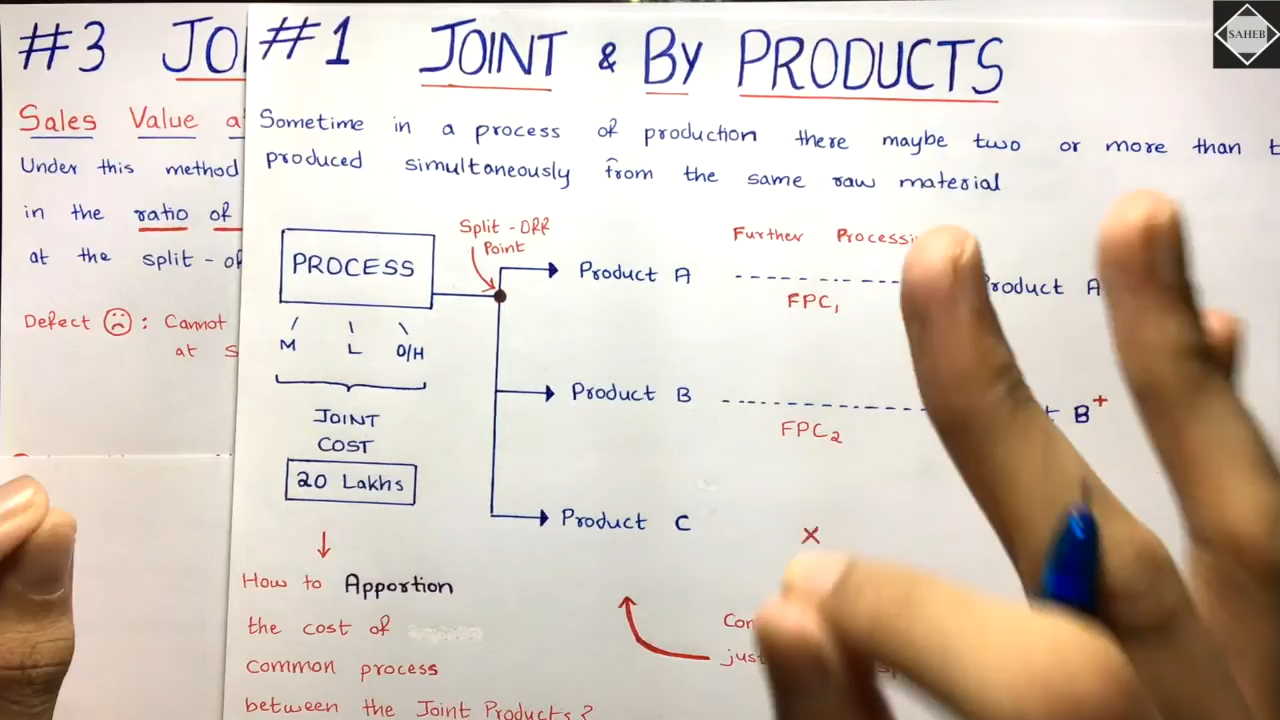 #3 JO
Sales Value a
Under this method
in the ratio of
at the split-of
Defect : Cannot
at s
#1 JOINT & By PRODUCTS
Sometime in a process of production there maybe two or more than t
produced simultaneously from the same raw material
Split-Off
Point
PROCESS
M L O/H
JOINT
COST
20 Lakhs
How to Apportion
the cost of
common process
between the Joint Products?
Further Processi
Product A
FPC1
Product A
Product B
FPC2
B+
Product C
X
Con
just
SAHEB